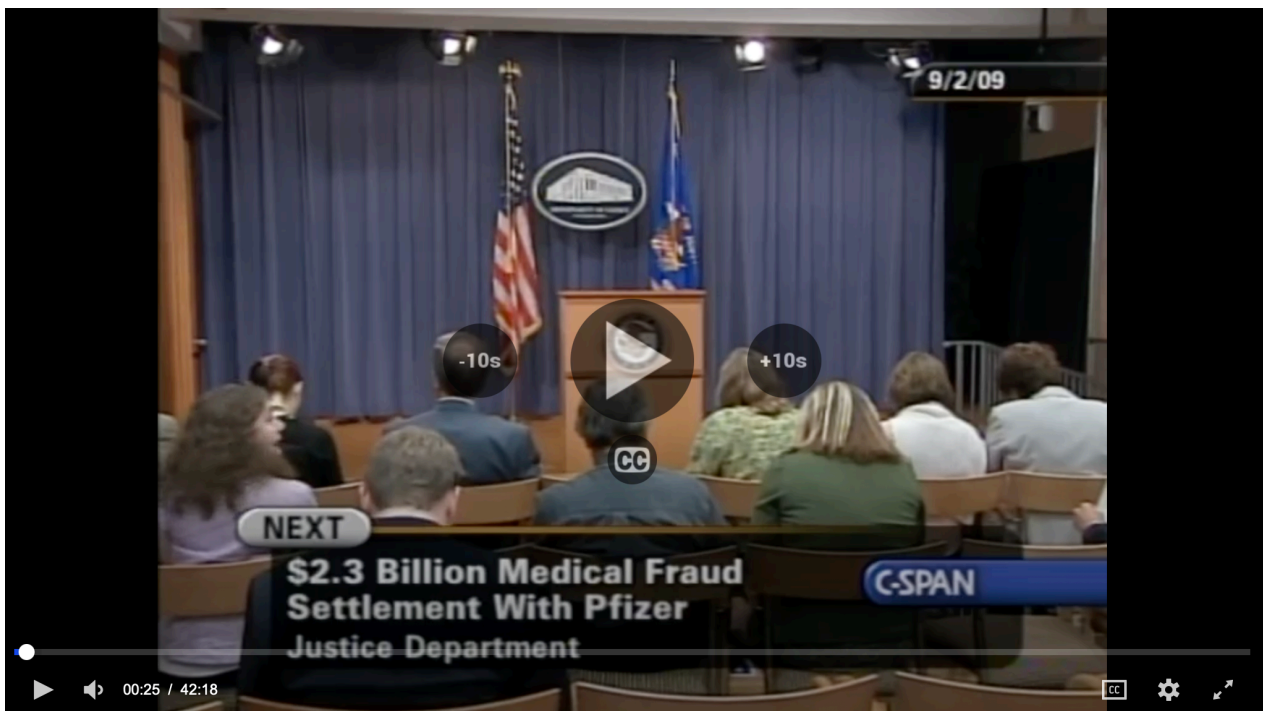 9/2/09
-10s
+10s
CC
NEXT
$2.3 Billion Medical Fraud
Settlement With Pfizer
Justice Department
C-SPAN
00:25 / 42:18
CC